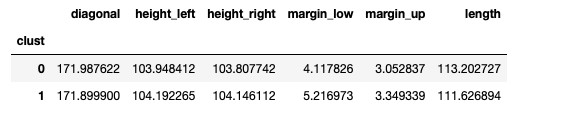 diagonal height_left height_right margin_low margin_up length
clust
0 171.987622 103.948412 103.807742 4.117826 3.052837 113.202727
1 171.899900 104.192265 104.146112 5.216973 3.349339 111.626894